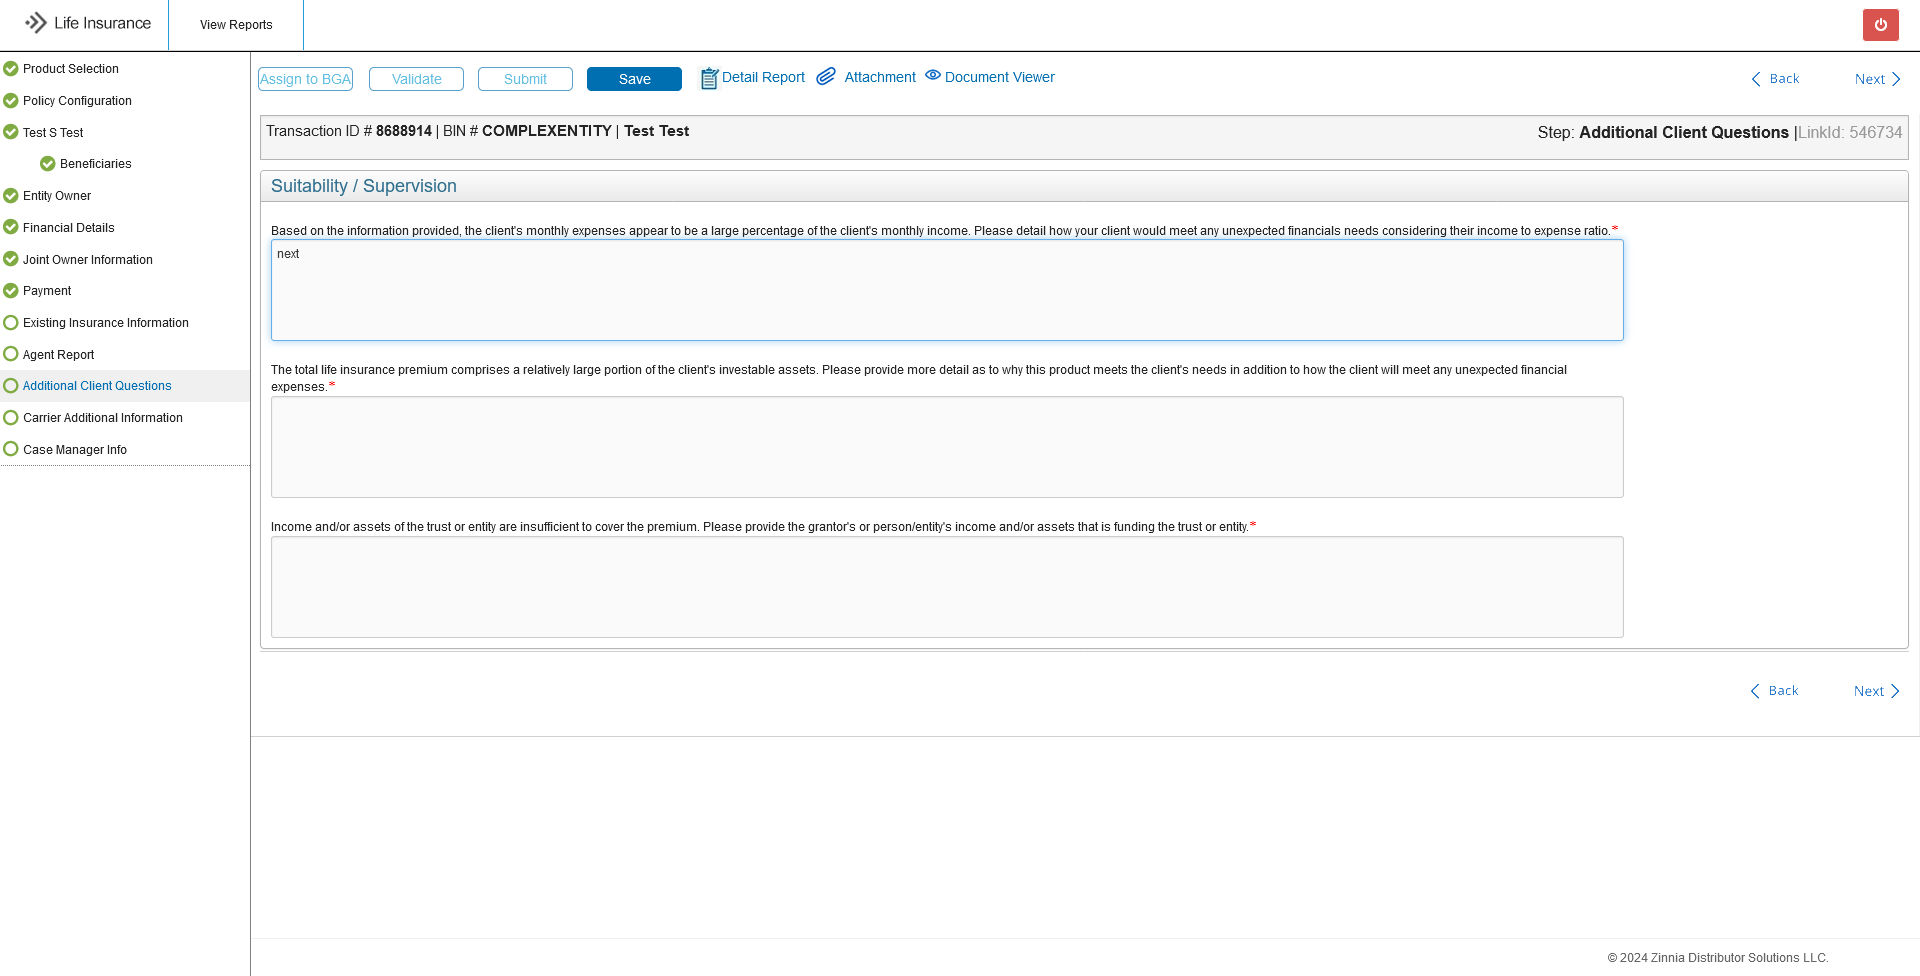 Life Insurance
View Reports
Product Selection
Policy Configuration
Test S Test
Beneficiaries
Entity Owner
Financial Details
Joint Owner Information
Payment
Existing Insurance Information
Agent Report
Additional Client Questions
Carrier Additional Information
Case Manager Info
Assign to BGA
Validate
Submit
Save
Detail Report
Attachment
Document Viewer
Back
Next
Transaction ID # 8688914 | BIN # COMPLEXENTITY | Test Test
Step: Additional Client Questions |LinkId: 546734
Suitability / Supervision
Based on the information provided, the client's monthly expenses appear to be a large percentage of the client's monthly income. Please detail how your client would meet any unexpected financials needs considering their income to expense ratio.*
next
The total life insurance premium comprises a relatively large portion of the client's investable assets. Please provide more detail as to why this product meets the client's needs in addition to how the client will meet any unexpected financial
expenses.*
Income and/or assets of the trust or entity are insufficient to cover the premium. Please provide the grantor's or person/entity's income and/or assets that is funding the trust or entity.*
Back
Next
© 2024 Zinnia Distributor Solutions LLC.